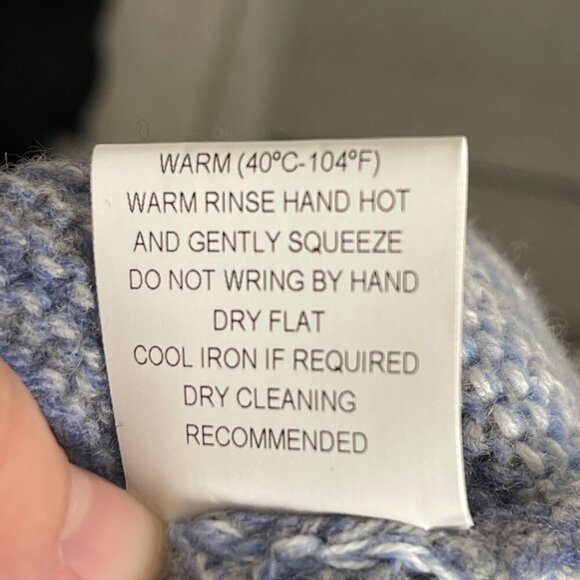 WARM (40ºC-104ºF)
WARM RINSE HAND HOT
AND GENTLY SQUEEZE
DO NOT WRING BY HAND
DRY FLAT
COOL IRON IF REQUIRED
DRY CLEANING
RECOMMENDED